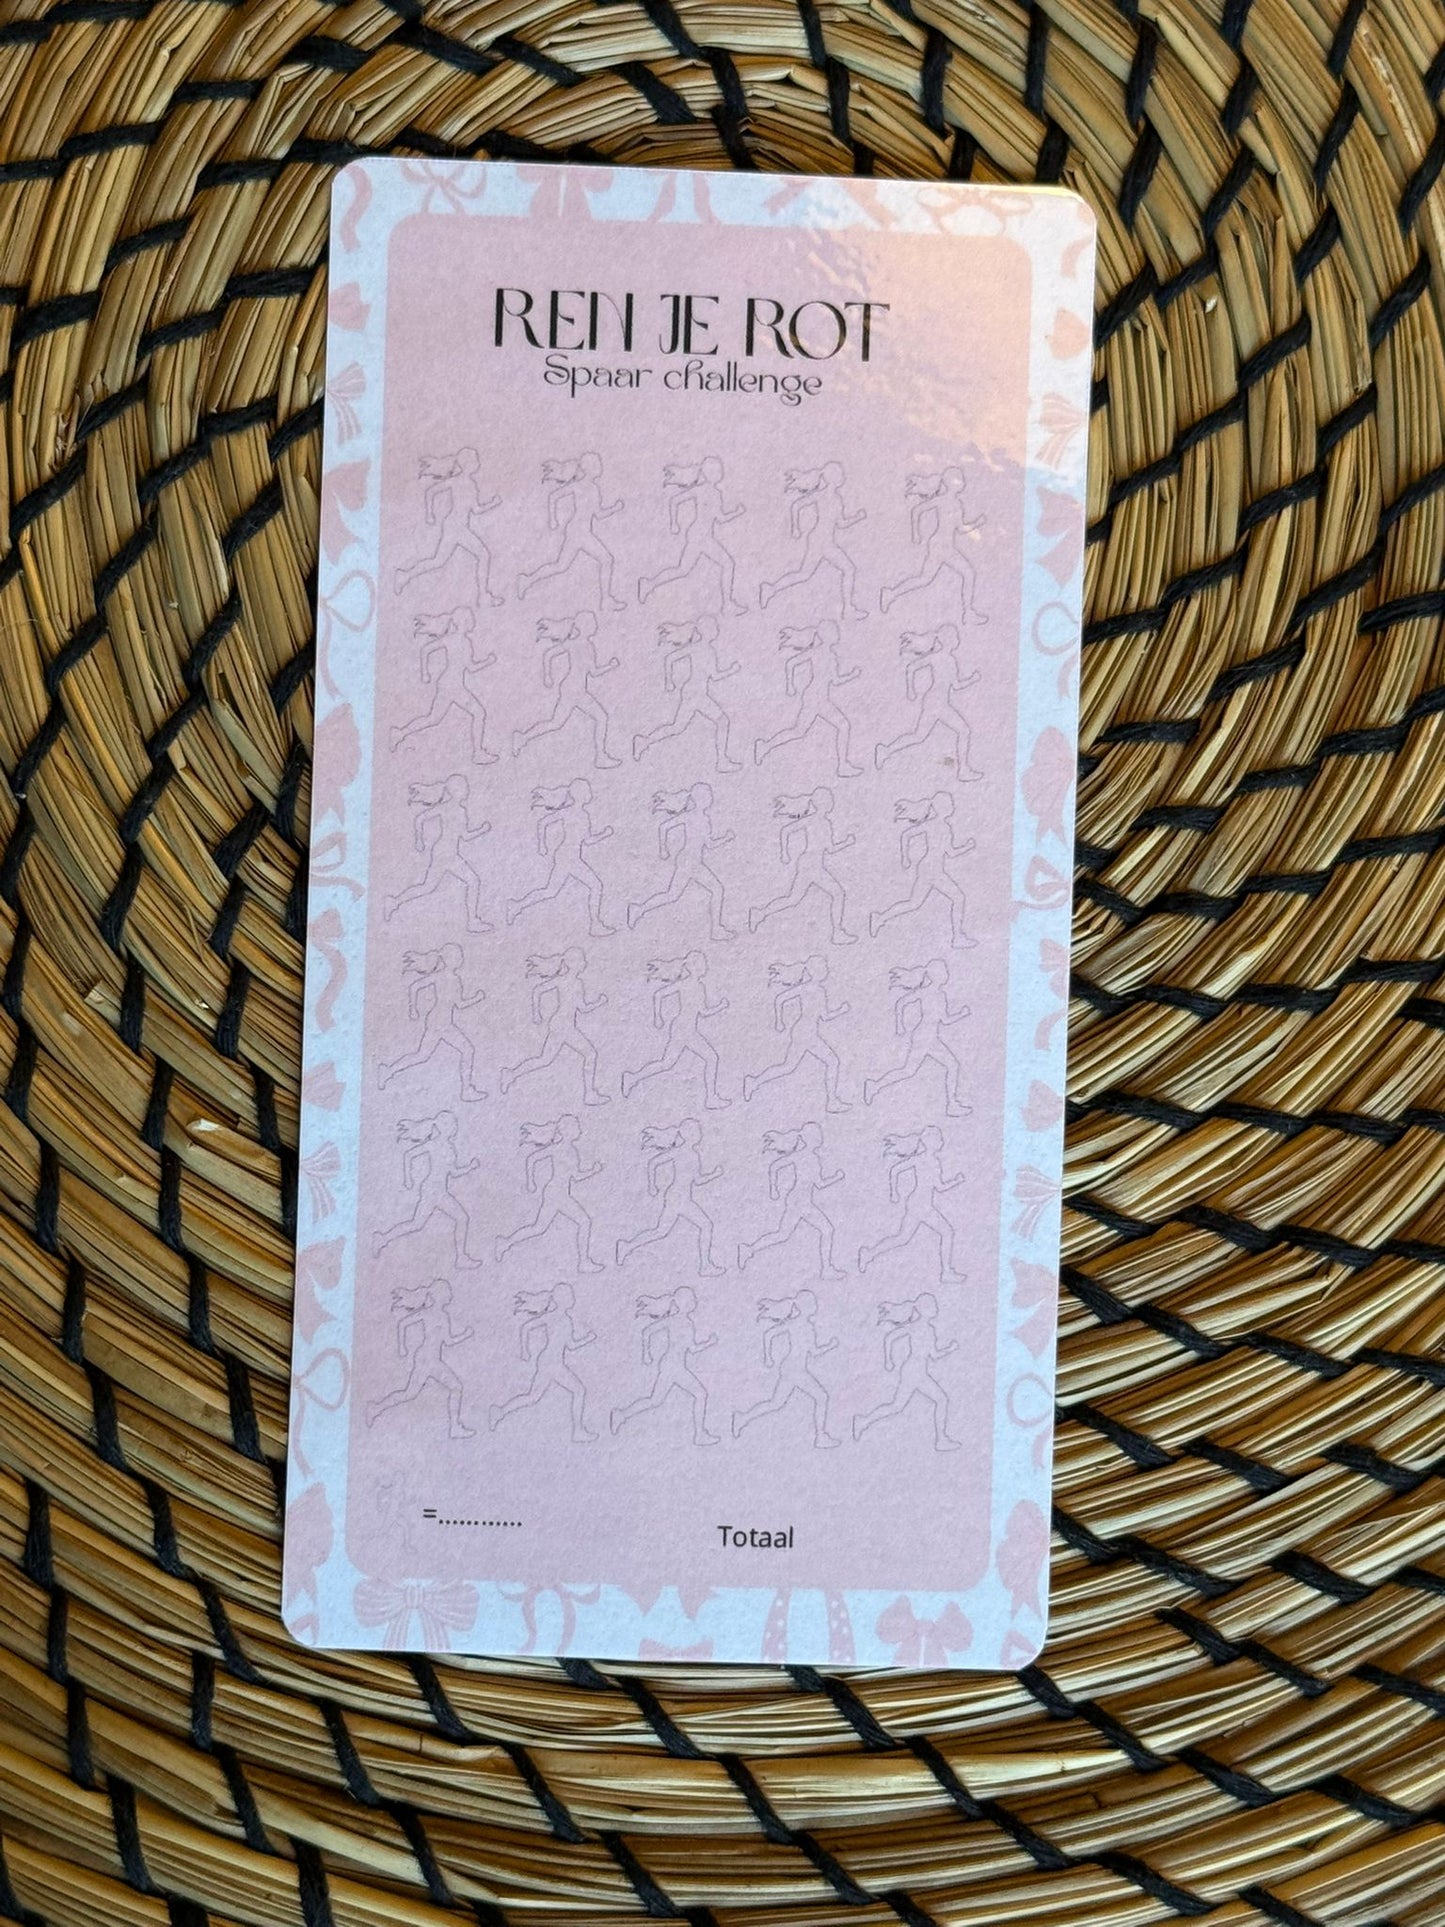 REN JE ROT
Spaar challenge
=............
Totaal